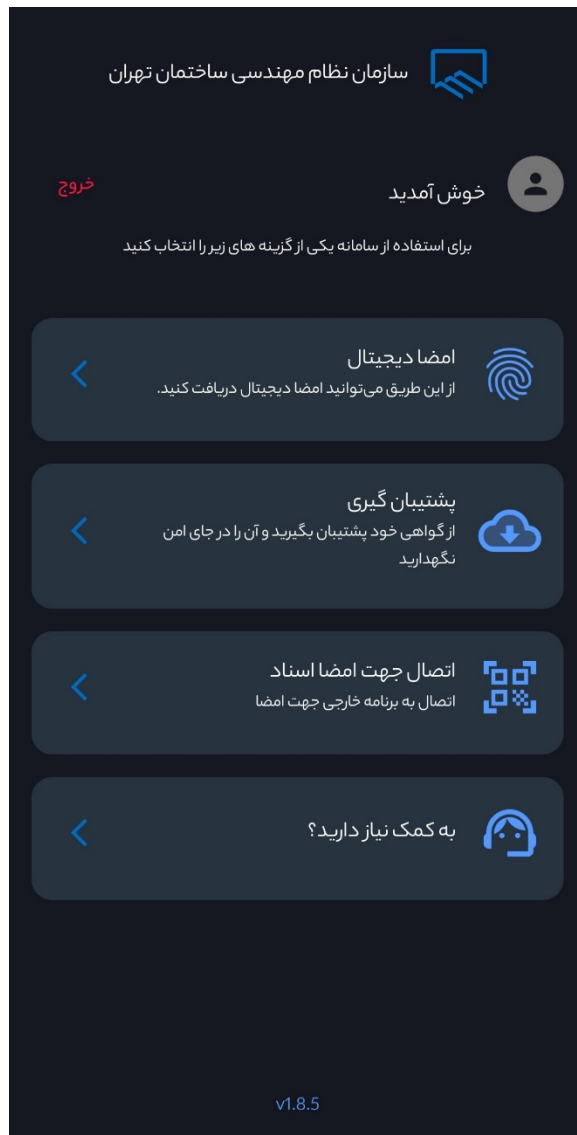 سازمان نظام مهندسی ساختمان تهران
خوش آمدید
خروج
برای استفاده از سامانه یکی از گزینه های زیر را انتخاب کنید
امضا دیجیتال
از این طریق می‌توانید امضا دیجیتال دریافت کنید.
پشتیبان گیری
از گواهی خود پشتیبان بگیرید و آن را در جای امن
نگهدارید
اتصال جهت امضا اسناد
اتصال به برنامه خارجی جهت امضا
به کمک نیاز دارید؟
v1.8.5